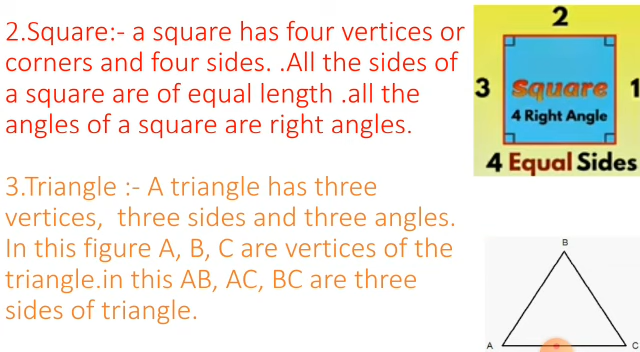 2.Square:- a square has four vertices or
corners and four sides. .All the sides of
a square are of equal length .all the
angles of a square are right angles.
3.Triangle :- A triangle has three
vertices,  three sides and three angles.
In this figure A, B, C are vertices of the
triangle.in this AB, AC, BC are three
sides of triangle.
2
3
Square
1
4 Right Angle
4 Equal Sides
B
A
C